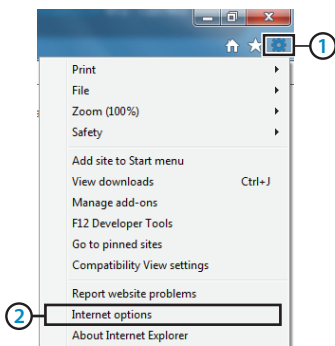 1
Print
File
Zoom (100%)
Safety
Add site to Start menu
View downloads Ctrl+J
Manage add-ons
F12 Developer Tools
Go to pinned sites
Compatibility View settings
Report website problems
2 Internet options
About Internet Explorer